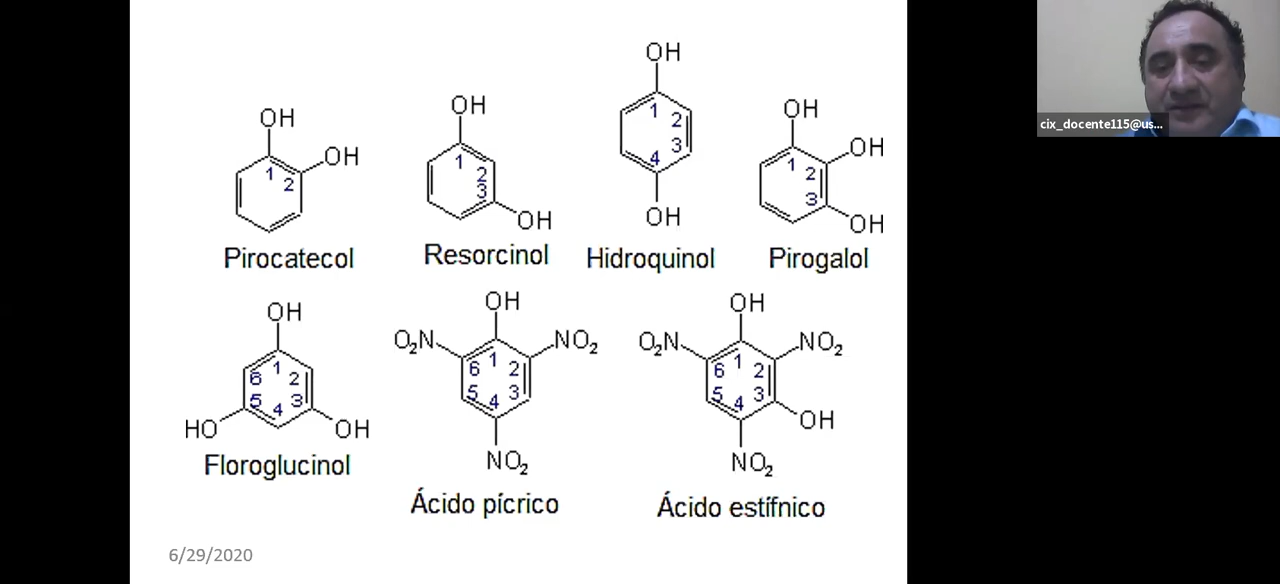 OH
OH
1
2
Pirocatecol
OH
1
2
3
OH
Resorcinol
OH
1
2
3
4
OH
Hidroquinol
OH
OH
1
2
3
OH
Pirogalol
cix_docente115@us...
OH
6
1
2
5
4
3
HO
OH
Floroglucinol
OH
O₂N
NO₂
1
6
2
5
4
3
NO₂
Ácido pícrico
OH
O₂N
NO₂
1
6
2
5
4
3
OH
NO₂
Ácido estífnico
6/29/2020